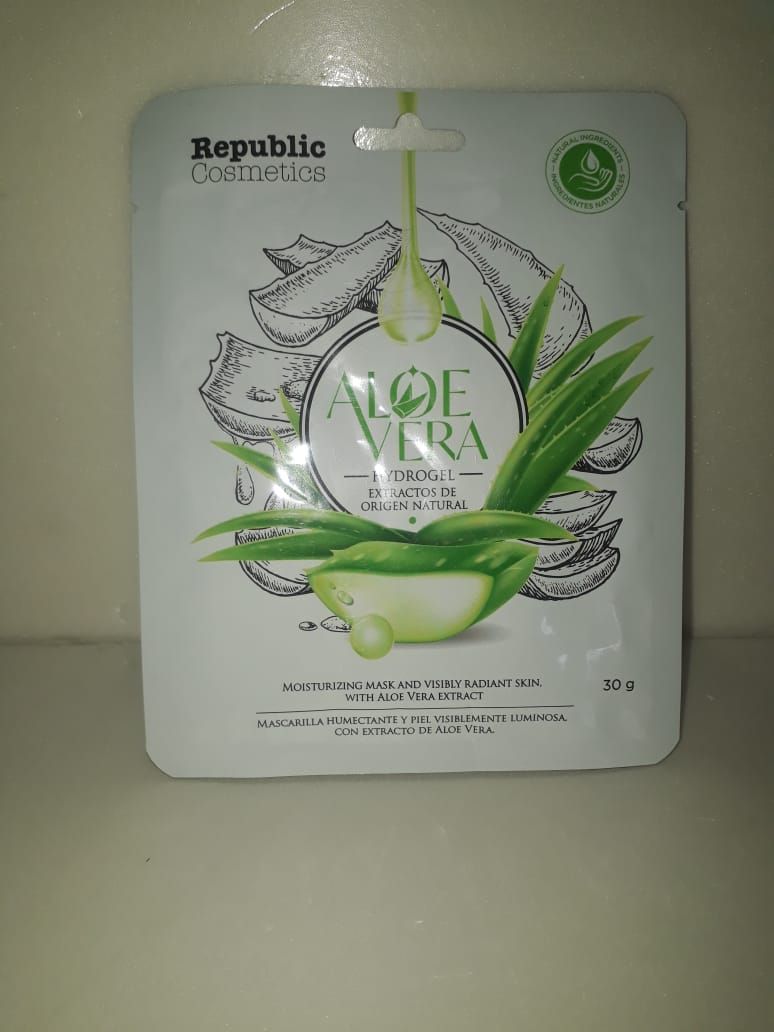 Republic
Cosmetics
NATURAL INGREDIENTS
INGREDIENTES NATURALES
ALOE
VERA
HYDROGEL
EXTRACTOS DE
ORIGEN NATURAL
MOISTURIZING MASK AND VISIBLY RADIANT SKIN,
WITH ALOE VERA EXTRACT
30 g
MASCARILLA HUMECTANTE Y PIEL VISIBLEMENTE LUMINOSA,
CON EXTRACTO DE ALOE VERA.